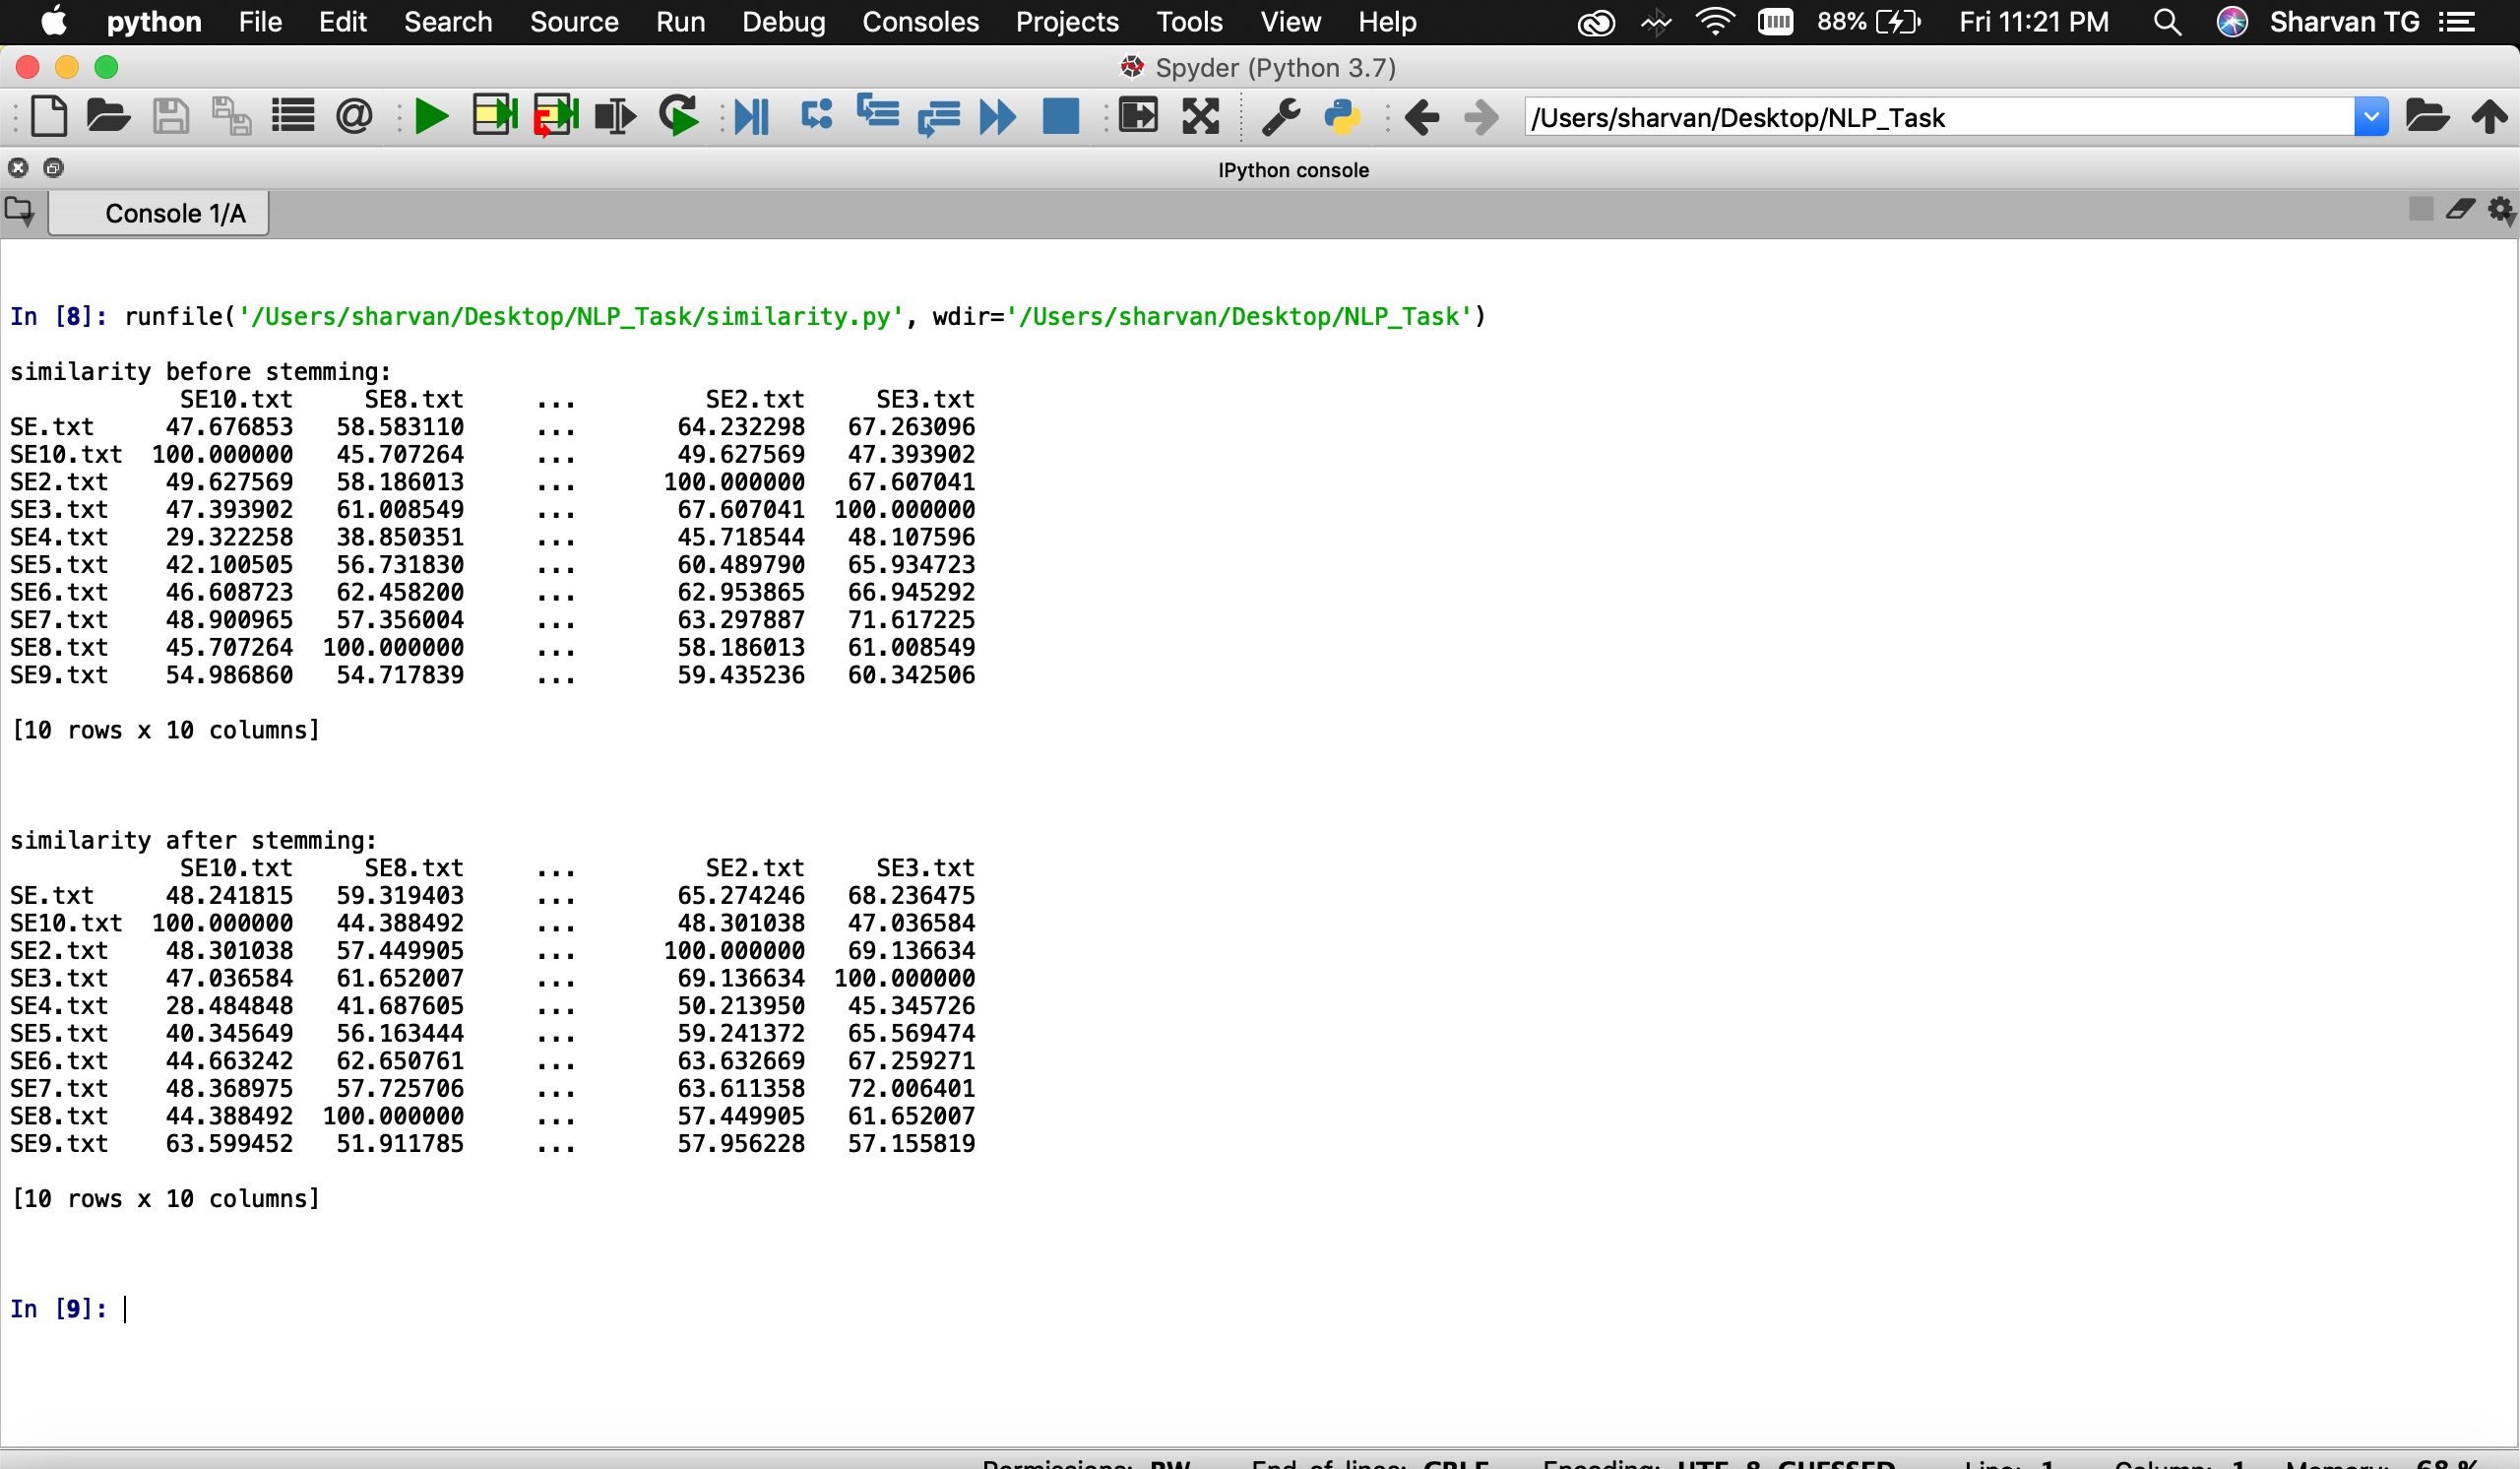 python File Edit Search Source Run Debug Consoles Projects Tools View Help 88% Fri 11:21 PM Sharvan TG
Spyder (Python 3.7)
/Users/sharvan/Desktop/NLP_Task
IPython console
Console 1/A
In [8]: runfile('/Users/sharvan/Desktop/NLP_Task/similarity.py', wdir='/Users/sharvan/Desktop/NLP_Task')
similarity before stemming:
SE10.txt SE8.txt ... SE2.txt SE3.txt
SE.txt 47.676853 58.583110 ... 64.232298 67.263096
SE10.txt 100.000000 45.707264 ... 49.627569 47.393902
SE2.txt 49.627569 58.186013 ... 100.000000 67.607041
SE3.txt 47.393902 61.008549 ... 67.607041 100.000000
SE4.txt 29.322258 38.850351 ... 45.718544 48.107596
SE5.txt 42.100505 56.731830 ... 60.489790 65.934723
SE6.txt 46.608723 62.458200 ... 62.953865 66.945292
SE7.txt 48.900965 57.356004 ... 63.297887 71.617225
SE8.txt 45.707264 100.000000 ... 58.186013 61.008549
SE9.txt 54.986860 54.717839 ... 59.435236 60.342506
[10 rows x 10 columns]
similarity after stemming:
SE10.txt SE8.txt ... SE2.txt SE3.txt
SE.txt 48.241815 59.319403 ... 65.274246 68.236475
SE10.txt 100.000000 44.388492 ... 48.301038 47.036584
SE2.txt 48.301038 57.449905 ... 100.000000 69.136634
SE3.txt 47.036584 61.652007 ... 69.136634 100.000000
SE4.txt 28.484848 41.687605 ... 50.213950 45.345726
SE5.txt 40.345649 56.163444 ... 59.241372 65.569474
SE6.txt 44.663242 62.650761 ... 63.632669 67.259271
SE7.txt 48.368975 57.725706 ... 63.611358 72.006401
SE8.txt 44.388492 100.000000 ... 57.449905 61.652007
SE9.txt 63.599452 51.911785 ... 57.956228 57.155819
[10 rows x 10 columns]
In [9]:
Permissions: RW End of lines: CRLF Encoding: UTF-8-GUESSED Line: 1 Column: 1 Memory: 68 %